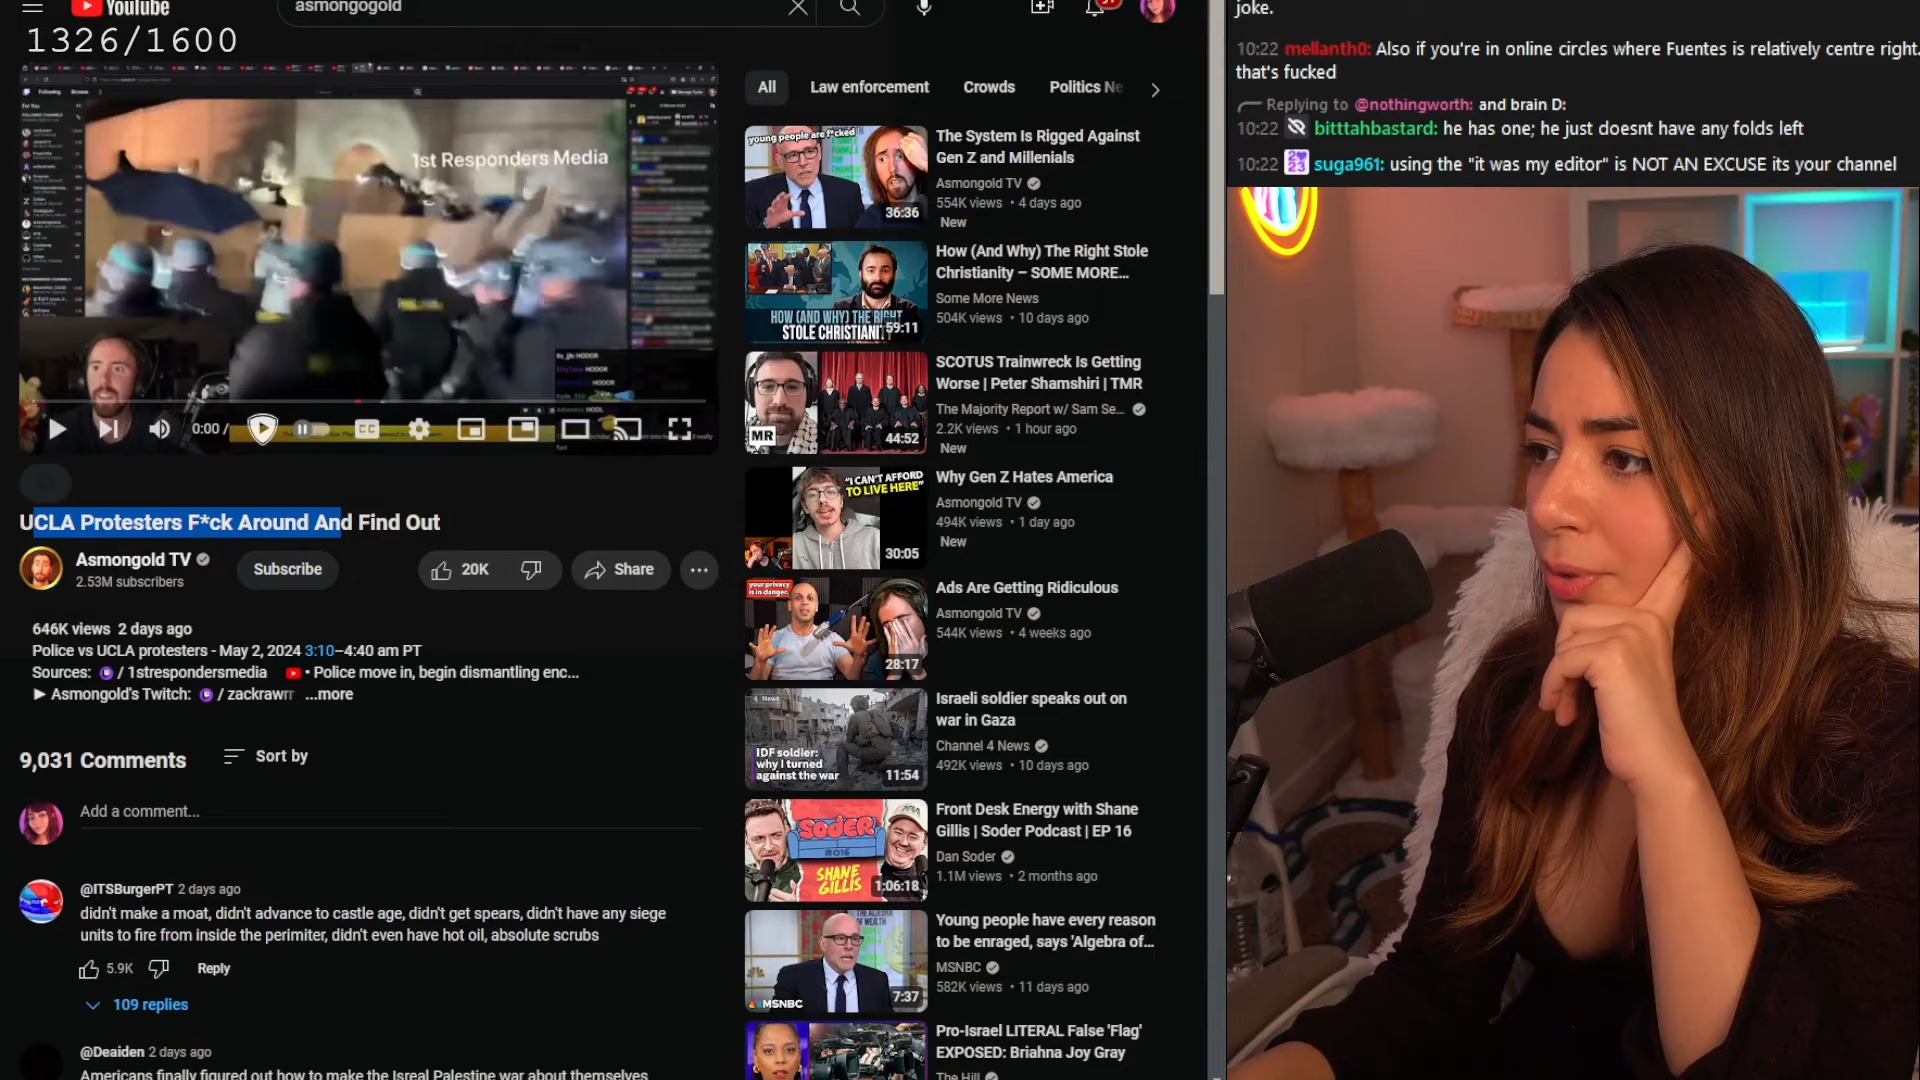 YouTube
asmongogold
1326/1600
1st Responders Media
0:00 /
CC
UCLA Protesters F*ck Around And Find Out
Asmongold TV
2.53M subscribers
Subscribe
20K
Share
646K views 2 days ago
Police vs UCLA protesters - May 2, 2024 3:10–4:40 am PT
Sources: / 1strespondersmedia • Police move in, begin dismantling enc...
► Asmongold's Twitch: / zackrawrr ...more
9,031 Comments
Sort by
Add a comment...
@ITSBurgerPT 2 days ago
didn't make a moat, didn't advance to castle age, didn't get spears, didn't have any siege
units to fire from inside the perimiter, didn't even have hot oil, absolute scrubs
5.9K
Reply
109 replies
@Deaiden 2 days ago
Americans finally figured out how to make the Isreal Palestine war about themselves
All
Law enforcement
Crowds
Politics Ne
young people are f*cked
36:36
The System Is Rigged Against
Gen Z and Millenials
Asmongold TV
554K views • 4 days ago
New
HOW (AND WHY) THE RIGHT
STOLE CHRISTIANI
59:11
How (And Why) The Right Stole
Christianity – SOME MORE...
Some More News
504K views • 10 days ago
MR
44:52
SCOTUS Trainwreck Is Getting
Worse | Peter Shamshiri | TMR
The Majority Report w/ Sam Se...
2.2K views • 1 hour ago
New
"I CAN'T AFFORD
TO LIVE HERE"
30:05
Why Gen Z Hates America
Asmongold TV
494K views • 1 day ago
New
your privacy
is in danger.
28:17
Ads Are Getting Ridiculous
Asmongold TV
544K views • 4 weeks ago
4 News
IDF soldier:
why I turned
against the war
11:54
Israeli soldier speaks out on
war in Gaza
Channel 4 News
492K views • 10 days ago
SODER
#016
SHANE
GILLIS
1:06:18
Front Desk Energy with Shane
Gillis | Soder Podcast | EP 16
Dan Soder
1.1M views • 2 months ago
MSNBC
7:37
Young people have every reason
to be enraged, says 'Algebra of...
MSNBC
582K views • 11 days ago
Pro-Israel LITERAL False 'Flag'
EXPOSED: Briahna Joy Gray
The Hill
joke.
10:22 mellanth0: Also if you're in online circles where Fuentes is relatively centre right.
that's fucked
Replying to @nothingworth: and brain D:
10:22 bitttahbastard: he has one; he just doesnt have any folds left
10:22 suga961: using the "it was my editor" is NOT AN EXCUSE its your channel